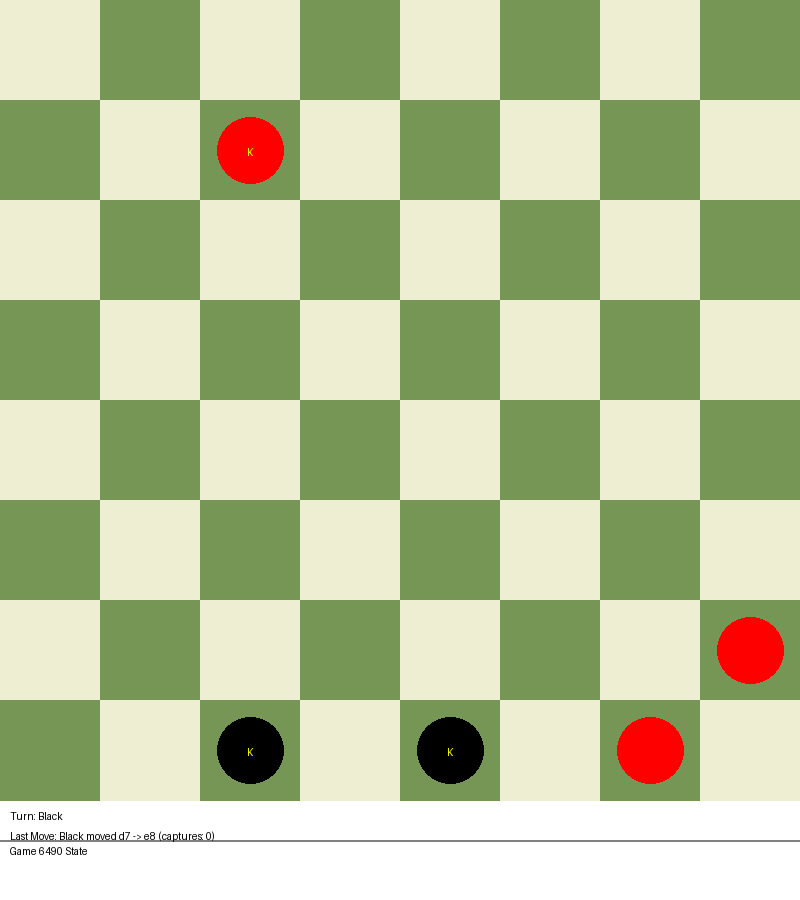 K
K
K
Turn: Black
Last Move: Black moved d7 -> e8 (captures: 0)
Game 6490 State